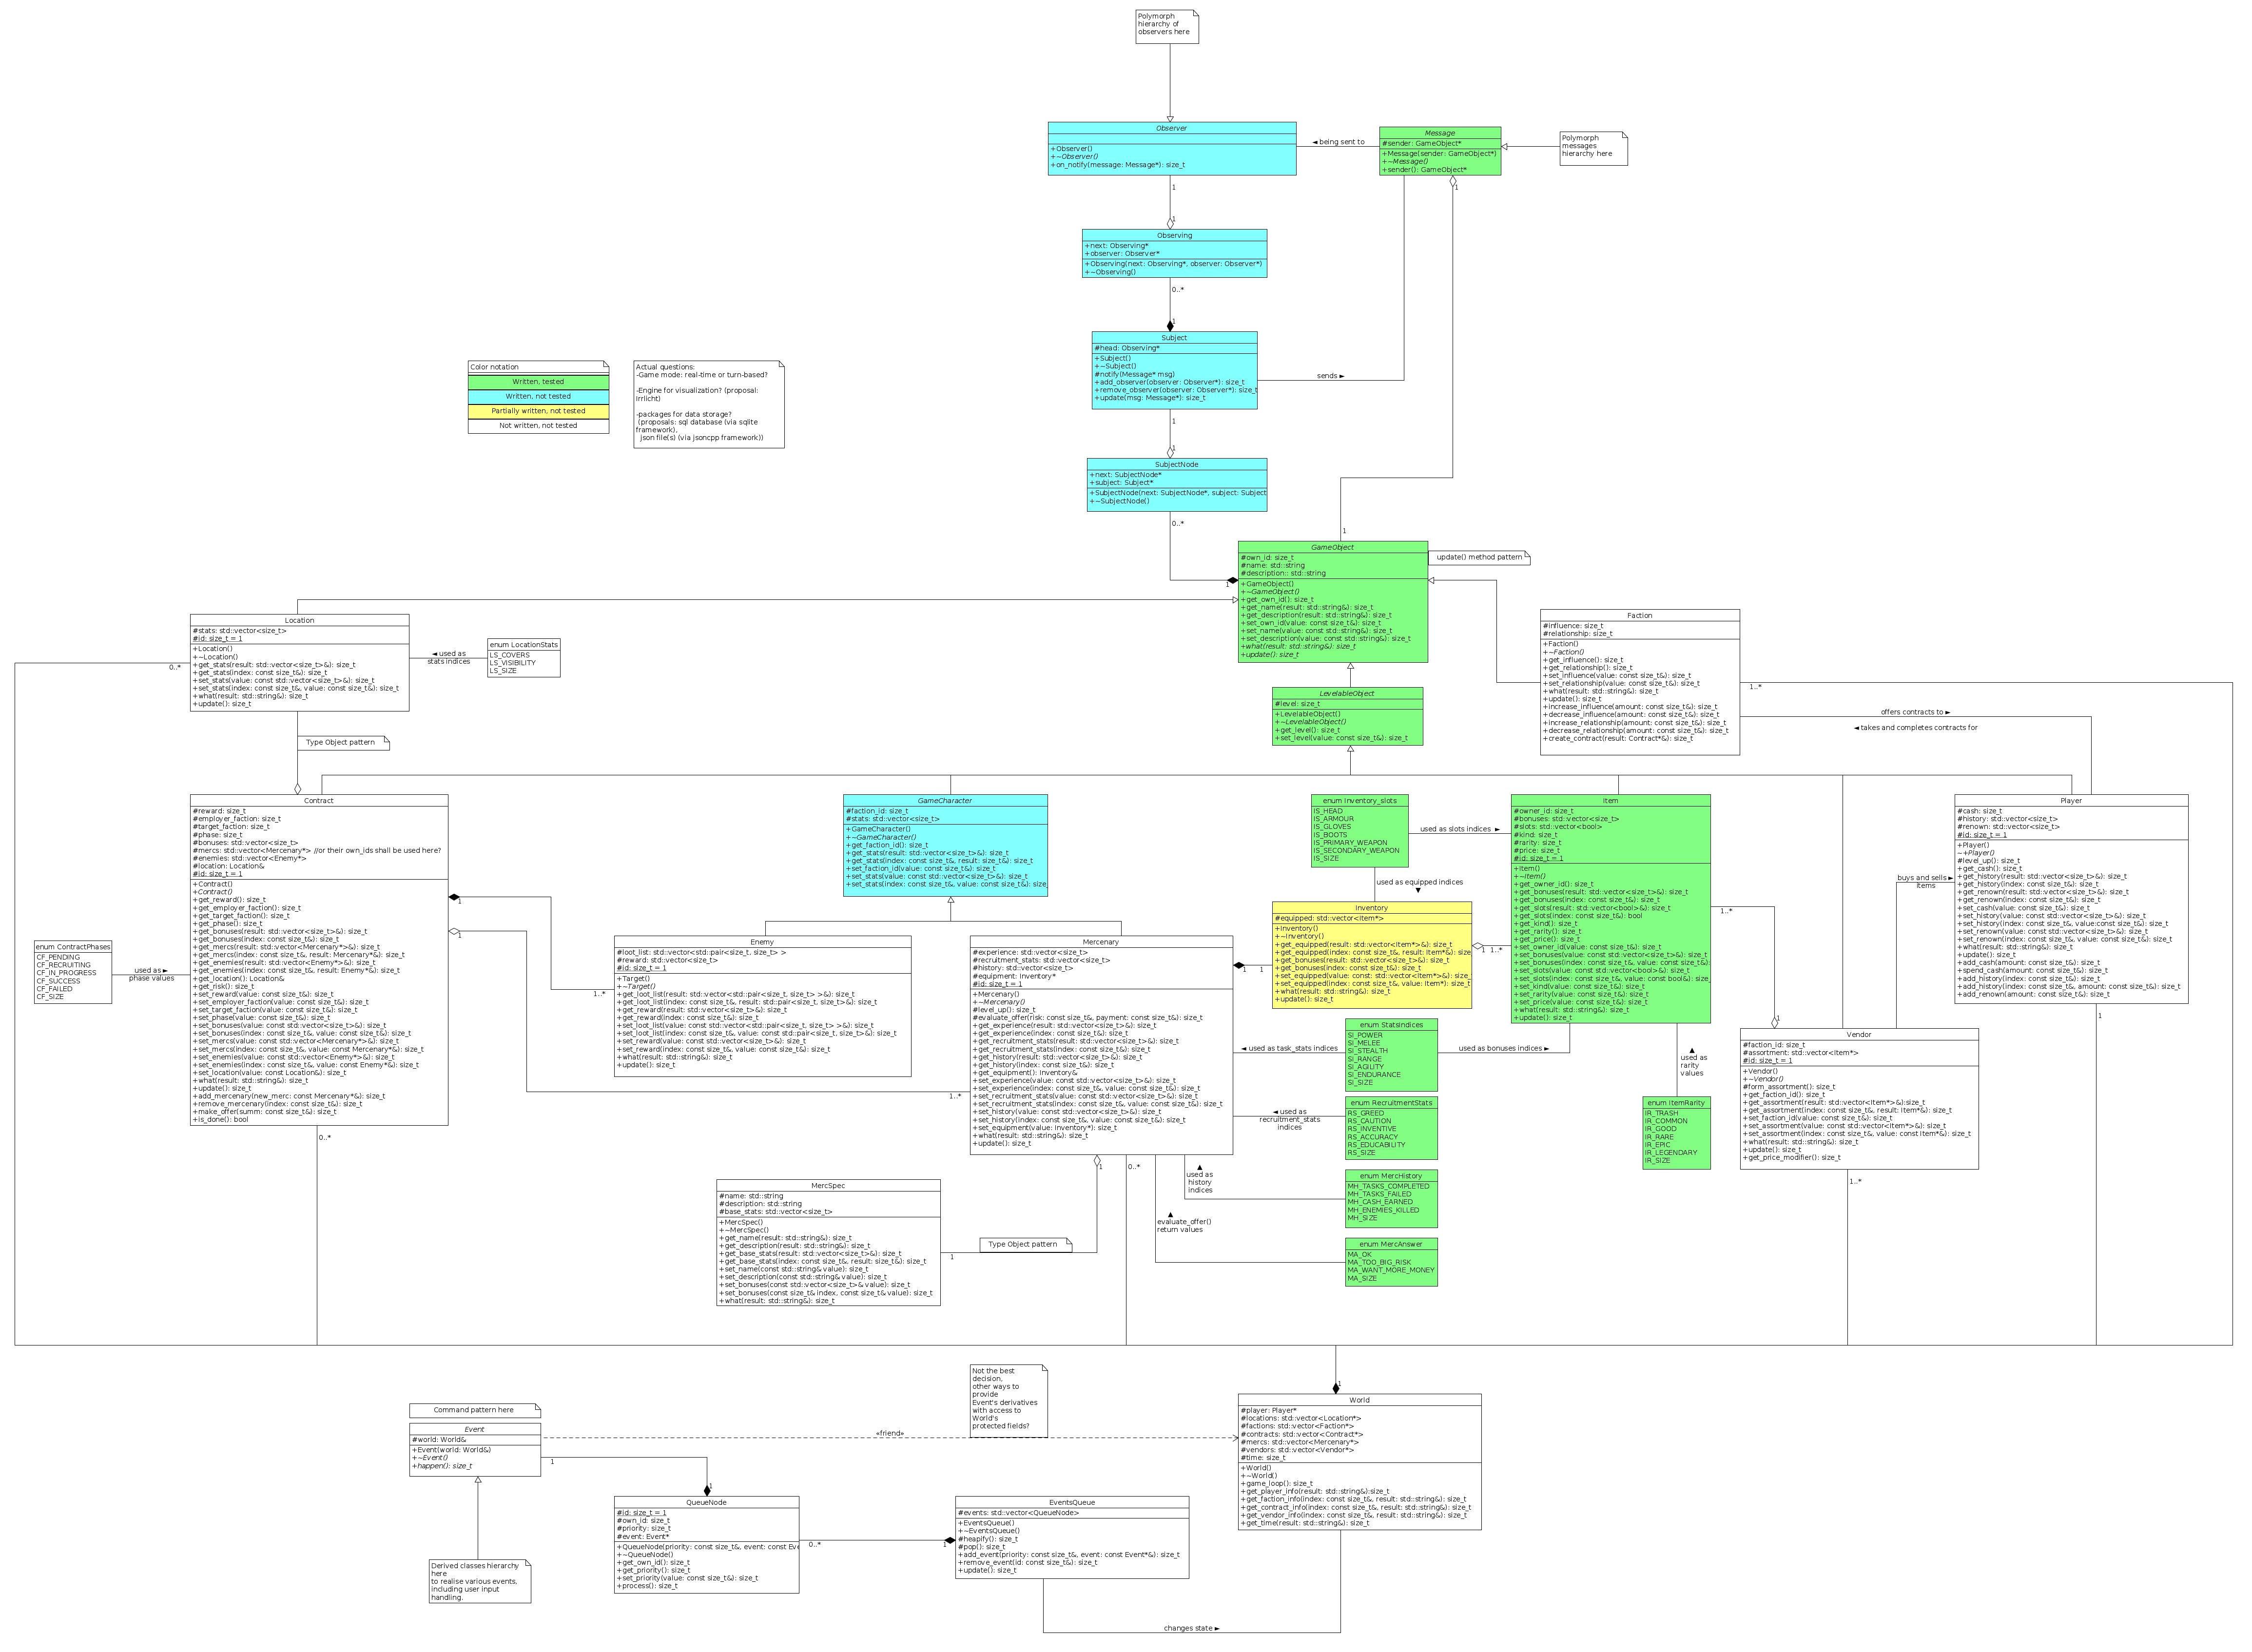 Polymorph
hierarchy of
observers here
Observer
+Observer()
+~Observer()
+on_notify(message: Message*): size_t
◄ being sent to
Message
#sender: GameObject*
+Message(sender: GameObject*)
+~Message()
+sender(): GameObject*
Polymorph
messages
hierarchy here
1
1
1
Observing
+next: Observing*
+observer: Observer*
+Observing(next: Observing*, observer: Observer*)
+~Observing()
0..*
1
Subject
#head: Observing*
+Subject()
+~Subject()
#notify(Message* msg)
+add_observer(observer: Observer*): size_t
+remove_observer(observer: Observer*): size_t
+update(msg: Message*): size_t
sends ►
Color notation
Written, tested
Written, not tested
Partially written, not tested
Not written, not tested
Actual questions:
-Game mode: real-time or turn-based?
-Engine for visualization? (proposal:
Irrlicht)
-packages for data storage?
(proposals: sql database (via sqlite
framework),
json file(s) (via jsoncpp framework))
1
1
SubjectNode
+next: SubjectNode*
+subject: Subject*
+SubjectNode(next: SubjectNode*, subject: Subject
+~SubjectNode()
0..*
1
1
GameObject
#own_id: size_t
#name: std::string
#description:: std::string
+GameObject()
+~GameObject()
+get_own_id(): size_t
+get_name(result: std::string&): size_t
+get_description(result: std::string&): size_t
+set_own_id(value: const size_t&): size_t
+set_name(value: const std::string&): size_t
+set_description(value: const std::string&): size_t
+what(result: std::string&): size_t
+update(): size_t
update() method pattern
Location
#stats: std::vector<size_t>
#id: size_t = 1
+Location()
+~Location()
+get_stats(result: std::vector<size_t>&): size_t
+get_stats(index: const size_t&): size_t
+set_stats(value: const std::vector<size_t>&): size_t
+set_stats(index: const size_t&, value: const size_t&): size_t
+what(result: std::string&): size_t
+update(): size_t
0..*
◄ used as
stats indices
enum LocationStats
LS_COVERS
LS_VISIBILITY
LS_SIZE
Faction
#influence: size_t
#relationship: size_t
+Faction()
+~Faction()
+get_influence(): size_t
+get_relationship(): size_t
+set_influence(value: const size_t&): size_t
+set_relationship(value: const size_t&): size_t
+what(result: std::string&): size_t
+update(): size_t
+increase_influence(amount: const size_t&): size_t
+decrease_influence(amount: const size_t&): size_t
+increase_relationship(amount: const size_t&): size_t
+decrease_relationship(amount: const size_t&): size_t
+create_contract(result: Contract*&): size_t
1..*
offers contracts to ►
◄ takes and completes contracts for
LevelableObject
#level: size_t
+LevelableObject()
+~LevelableObject()
+get_level(): size_t
+set_level(value: const size_t&): size_t
Type Object pattern
Contract
#reward: size_t
#employer_faction: size_t
#target_faction: size_t
#phase: size_t
#bonuses: std::vector<size_t>
#mercs: std::vector<Mercenary*> //or their own_ids shall be used here?
#enemies: std::vector<Enemy*>
#location: Location&
#id: size_t = 1
+Contract()
+Contract()
+get_reward(): size_t
+get_employer_faction(): size_t
+get_target_faction(): size_t
+get_phase(): size_t
+get_bonuses(result: std::vector<size_t>&): size_t
+get_bonuses(index: const size_t&): size_t
+get_mercs(result: std::vector<Mercenary*>&): size_t
+get_mercs(index: const size_t&, result: Mercenary*&): size_t
+get_enemies(result: std::vector<Enemy*>&): size_t
+get_enemies(index: const size_t&, result: Enemy*&): size_t
+get_location(): Location&
+get_risk(): size_t
+set_reward(value: const size_t&): size_t
+set_employer_faction(value: const size_t&): size_t
+set_target_faction(value: const size_t&): size_t
+set_phase(value: const size_t&): size_t
+set_bonuses(value: const std::vector<size_t>&): size_t
+set_bonuses(index: const size_t&, value: const size_t&): size_t
+set_mercs(value: const std::vector<Mercenary*>&): size_t
+set_mercs(index: const size_t&, value: const Mercenary*&): size_t
+set_enemies(value: const std::vector<Enemy*>&): size_t
+set_enemies(index: const size_t&, value: const Enemy*&): size_t
+set_location(value: const Location&): size_t
+what(result: std::string&): size_t
+update(): size_t
+add_mercenary(new_merc: const Mercenary*&): size_t
+remove_mercenary(index: const size_t&): size_t
+make_offer(summ: const size_t&): size_t
+is_done(): bool
1
1
0..*
enum ContractPhases
CF_PENDING
CF_RECRUITING
CF_IN_PROGRESS
CF_SUCCESS
CF_FAILED
CF_SIZE
used as ►
phase values
GameCharacter
#faction_id: size_t
#stats: std::vector<size_t>
+GameCharacter()
+~GameCharacter()
+get_faction_id(): size_t
+get_stats(result: std::vector<size_t>&): size_t
+get_stats(index: const size_t&, result: size_t&): size_t
+set_faction_id(value: const size_t&): size_t
+set_stats(value: const std::vector<size_t>&): size_t
+set_stats(index: const size_t&, value: const size_t&): size_
Enemy
#loot_list: std::vector<std::pair<size_t, size_t> >
#reward: std::vector<size_t>
#id: size_t = 1
+Target()
+~Target()
+get_loot_list(result: std::vector<std::pair<size_t, size_t> >&): size_t
+get_loot_list(index: const size_t&, result: std::pair<size_t, size_t>&): size_t
+get_reward(result: std::vector<size_t>&): size_t
+get_reward(index: const size_t&): size_t
+set_loot_list(value: const std::vector<std::pair<size_t, size_t> >&): size_t
+set_loot_list(index: const size_t&, value: const std::pair<size_t, size_t>&): size_t
+set_reward(value: const std::vector<size_t>&): size_t
+set_reward(index: const size_t&, value: const size_t&): size_t
+what(result: std::string&): size_t
+update(): size_t
1..*
1..*
Mercenary
#experience: std::vector<size_t>
#recruitment_stats: std::vector<size_t>
#history: std::vector<size_t>
#equipment: Inventory*
#id: size_t = 1
+Mercenary()
+~Mercenary()
#level_up(): size_t
#evaluate_offer(risk: const size_t&, payment: const size_t&): size_t
+get_experience(result: std::vector<size_t>&): size_t
+get_experience(index: const size_t&): size_t
+get_recruitment_stats(result: std::vector<size_t>&): size_t
+get_recruitment_stats(index: const size_t&): size_t
+get_history(result: std::vector<size_t>&): size_t
+get_history(index: const size_t&): size_t
+get_equipment(): Inventory&
+set_experience(value: const std::vector<size_t>&): size_t
+set_experience(index: const size_t&, value: const size_t&): size_t
+set_recruitment_stats(value: const std::vector<size_t>&): size_t
+set_recruitment_stats(index: const size_t&, value: const size_t&): size_t
+set_history(value: const std::vector<size_t>&): size_t
+set_history(index: const size_t&, value: const size_t&): size_t
+set_equipment(value: Inventory*): size_t
+what(result: std::string&): size_t
+update(): size_t
1
1
1
0..*
enum Inventory_slots
IS_HEAD
IS_ARMOUR
IS_GLOVES
IS_BOOTS
IS_PRIMARY_WEAPON
IS_SECONDARY_WEAPON
IS_SIZE
used as slots indices ►
used as equipped indices
▼
Inventory
#equipped: std::vector<Item*>
+Inventory()
+~Inventory()
+get_equipped(result: std::vector<Item*>&): size_t
+get_equipped(index: const size_t&, result: Item*&): size_
+get_bonuses(result: std::vector<size_t>&): size_t
+get_bonuses(index: const size_t&): size_t
+set_equipped(value: const: std::vector<Item*>&): size_
+set_equipped(index: const size_t&, value: Item*): size_t
+what(result: std::string&): size_t
+update(): size_t
1
1..*
Item
#owner_id: size_t
#bonuses: std::vector<size_t>
#slots: std::vector<bool>
#kind: size_t
#rarity: size_t
#price: size_t
#id: size_t = 1
+Item()
+~Item()
+get_owner_id(): size_t
+get_bonuses(result: std::vector<size_t>&): size_t
+get_bonuses(index: const size_t&): size_t
+get_slots(result: std::vector<bool>&): size_t
+get_slots(index: const size_t&): bool
+get_kind(): size_t
+get_rarity(): size_t
+get_price(): size_t
+set_owner_id(value: const size_t&): size_t
+set_bonuses(value: const std::vector<size_t>&): size_t
+set_bonuses(index: const size_t&, value: const size_t&):
+set_slots(value: const std::vector<bool>&): size_t
+set_slots(index: const size_t&, value: const bool&): size_
+set_kind(value: const size_t&): size_t
+set_rarity(value: const size_t&): size_t
+set_price(value: const size_t&): size_t
+what(result: std::string&): size_t
+update(): size_t
1..*
1
Player
#cash: size_t
#history: std::vector<size_t>
#renown: std::vector<size_t>
#id: size_t = 1
+Player()
~+Player()
#level_up(): size_t
+get_cash(): size_t
+get_history(result: std::vector<size_t>&): size_t
+get_history(index: const size_t&): size_t
+get_renown(result: std::vector<size_t>&): size_t
+get_renown(index: const size_t&): size_t
+set_cash(value: const size_t&): size_t
+set_history(value: const std::vector<size_t>&): size_t
+set_history(index: const size_t&, value:const size_t&): size_t
+set_renown(value: const std::vector<size_t>&): size_t
+set_renown(index: const size_t&, value: const size_t&): size_t
+what(result: std::string&): size_t
+update(): size_t
+add_cash(amount: const size_t&): size_t
+spend_cash(amount: const size_t&): size_t
+add_history(index: const size_t&): size_t
+add_history(index: const size_t&, amount: const size_t&): size_t
+add_renown(amount: const size_t&): size_t
1
buys and sells ►
items
Vendor
#faction_id: size_t
#assortment: std::vector<Item*>
#id: size_t = 1
+Vendor()
+~Vendor()
#form_assortment(): size_t
+get_faction_id(): size_t
+get_assortment(result: std::vector<Item*>&):size_t
+get_assortment(index: const size_t&, result: Item*&): size_t
+set_faction_id(value: const size_t&): size_t
+set_assortment(value: const std::vector<Item*>&): size_t
+set_assortment(index: const size_t&, value: const Item*&): size_t
+what(result: std::string&): size_t
+update(): size_t
+get_price_modifier(): size_t
1..*
◄ used as task_stats indices
enum StatsIndices
SI_POWER
SI_MELEE
SI_STEALTH
SI_RANGE
SI_AGILITY
SI_ENDURANCE
SI_SIZE
used as bonuses indices ►
▲
used as
rarity
values
enum ItemRarity
IR_TRASH
IR_COMMON
IR_GOOD
IR_RARE
IR_EPIC
IR_LEGENDARY
IR_SIZE
◄ used as
recruitment_stats
indices
enum RecruitmentStats
RS_GREED
RS_CAUTION
RS_INVENTIVE
RS_ACCURACY
RS_EDUCABILITY
RS_SIZE
▲
used as
history
indices
enum MercHistory
MH_TASKS_COMPLETED
MH_TASKS_FAILED
MH_CASH_EARNED
MH_ENEMIES_KILLED
MH_SIZE
▲
evaluate_offer()
return values
enum MercAnswer
MA_OK
MA_TOO_BIG_RISK
MA_WANT_MORE_MONEY
MA_SIZE
MercSpec
#name: std::string
#description: std:string
#base_stats: std::vector<size_t>
+MercSpec()
+~MercSpec()
+get_name(result: std::string&): size_t
+get_description(result: std::string&): size_t
+get_base_stats(result: std::vector<size_t>&): size_t
+get_base_stats(index: const size_t&, result: size_t&): size_t
+set_name(const std::string& value): size_t
+set_description(const std::string& value): size_t
+set_bonuses(const std::vector<size_t>& value): size_t
+set_bonuses(const size_t& index, const size_t& value): size_t
+what(result: std::string&): size_t
1
Type Object pattern
Not the best
decision,
other ways to
provide
Event's derivatives
with access to
World's
protected fields?
1
World
#player: Player*
#locations: std::vector<Location*>
#factions: std::vector<Faction*>
#contracts: std::vector<Contract*>
#mercs: std::vector<Mercenary*>
#vendors: std::vector<Vendor*>
#time: size_t
+World()
+~World()
+game_loop(): size_t
+get_player_info(result: std::string&):size_t
+get_faction_info(index: const size_t&, result: std::string&): size_t
+get_contract_info(index: const size_t&, result: std::string&): size_t
+get_vendor_info(index: const size_t&, result: std::string&): size_t
+get_time(result: std::string&): size_t
Command pattern here
Event
#world: World&
+Event(world: World&)
+~Event()
+happen(): size_t
«friend»
1
1
QueueNode
#id: size_t = 1
#own_id: size_t
#priority: size_t
#event: Event*
+QueueNode(priority: const size_t&, event: const Eve
+~QueueNode()
+get_own_id(): size_t
+get_priority(): size_t
+set_priority(value: const size_t&): size_t
+process(): size_t
0..*
1
EventsQueue
#events: std::vector<QueueNode>
+EventsQueue()
+~EventsQueue()
#heapify(): size_t
#pop(): size_t
+add_event(priority: const size_t&, event: const Event*&): size_t
+remove_event(id: const size_t&): size_t
+update(): size_t
Derived classes hierarchy
here
to realise various events,
including user input
handling.
changes state ►